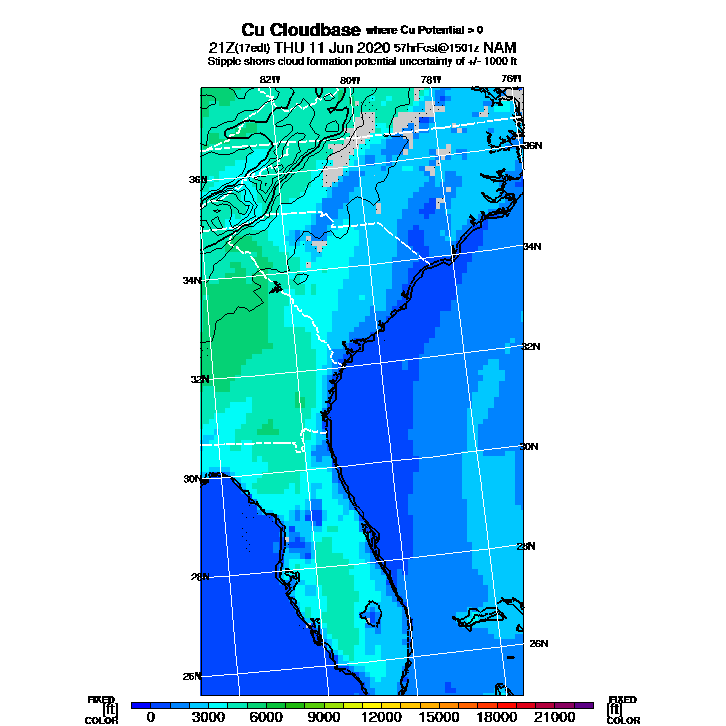 Cu Cloudbase where Cu Potential > 0
21Z(17edt) THU 11 Jun 2020 57hrFcst@1501z NAM
Stipple shows cloud formation potential uncertainty of +/- 1000 ft
82W 80W 78W 76W
36N 36N
34N 34N
32N 32N
30N 30N
28N 28N
26N 26N
FIXED [ft] COLOR 0 3000 6000 9000 12000 15000 18000 21000 FIXED [ft] COLOR